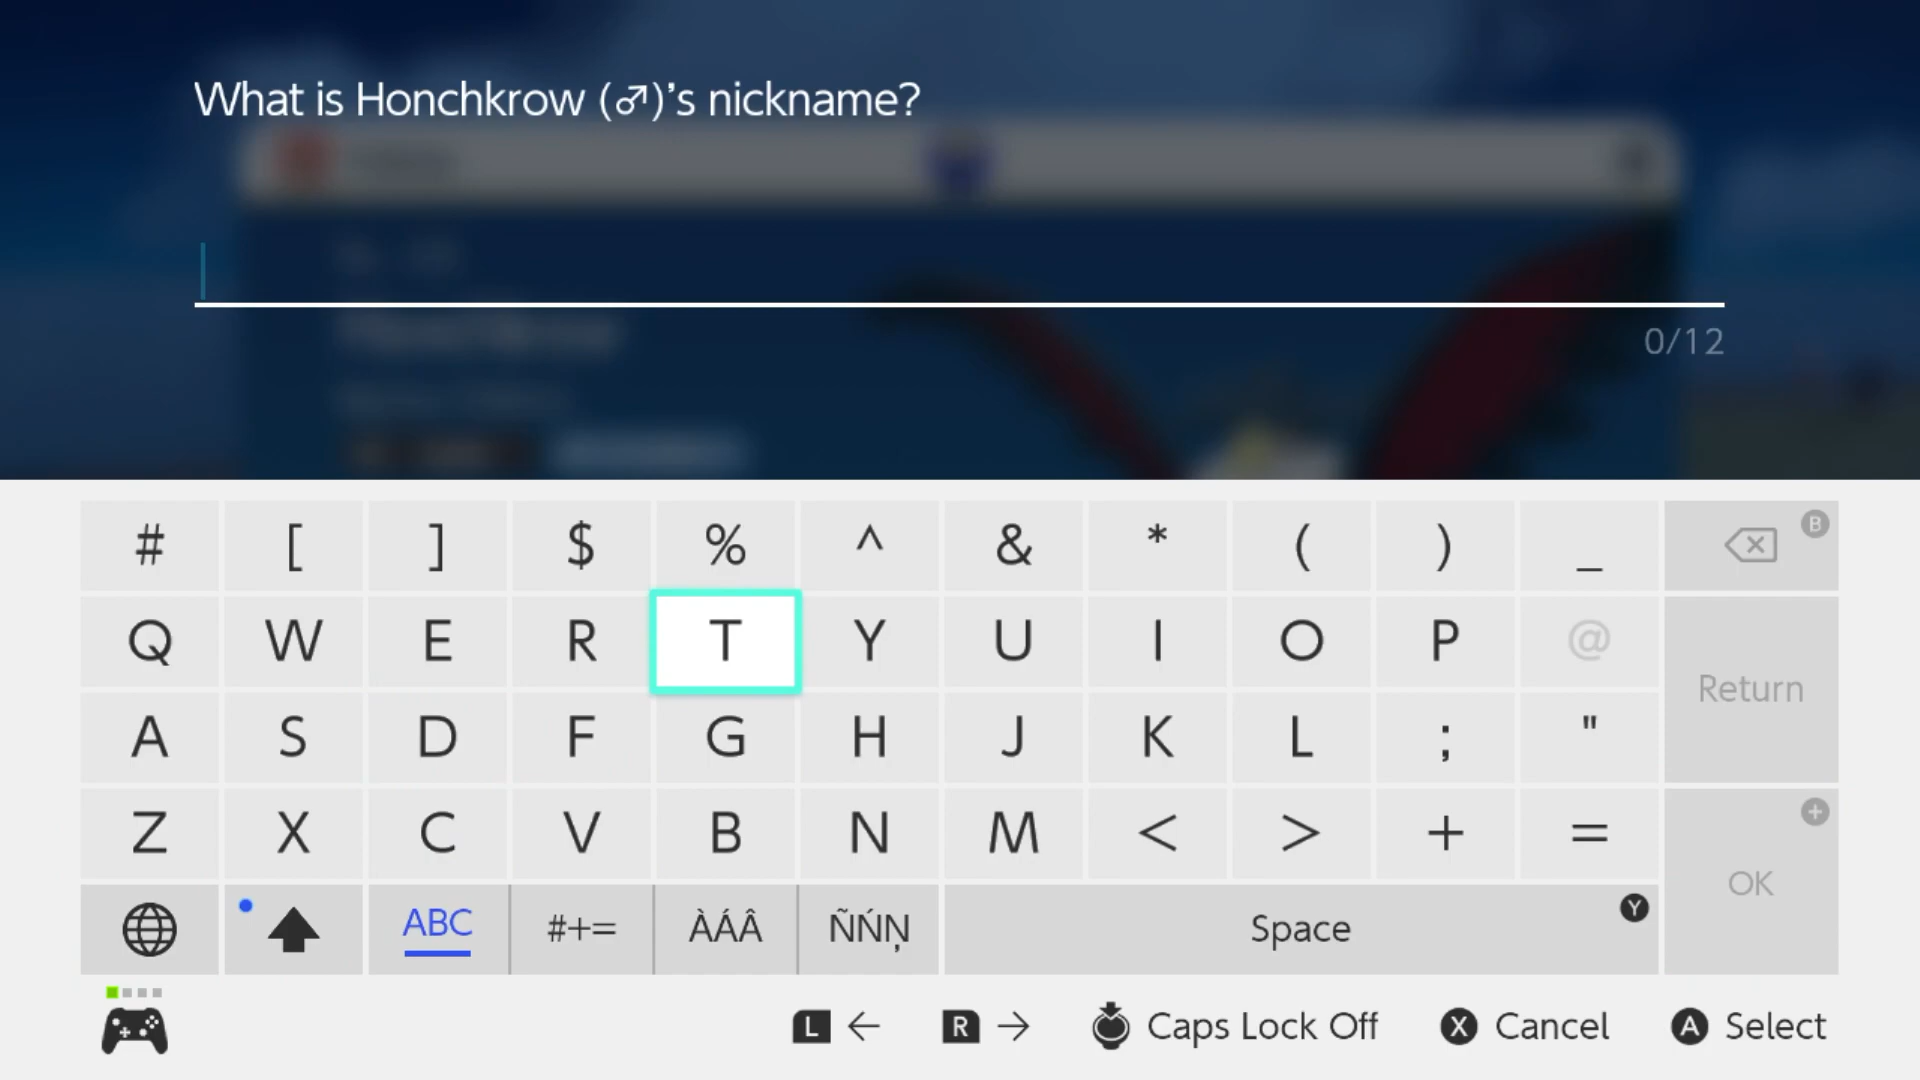 What is Honchkrow (♂)'s nickname?
0/12
# [ ] $ % ^ & * ( ) _ B
Q W E R T Y U I O P @
Return
A S D F G H J K L ; "
Z X C V B N M < > + =
OK
ABC #+= ÀÁÂ ÑŃŅ Space Y
L ← R → Caps Lock Off X Cancel A Select